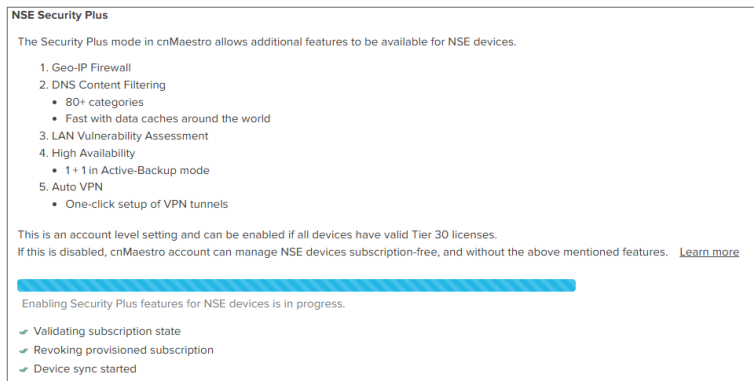 NSE Security Plus
The Security Plus mode in cnMaestro allows additional features to be available for NSE devices.
1. Geo-IP Firewall
2. DNS Content Filtering
• 80+ categories
• Fast with data caches around the world
3. LAN Vulnerability Assessment
4. High Availability
• 1 + 1 in Active-Backup mode
5. Auto VPN
• One-click setup of VPN tunnels
This is an account level setting and can be enabled if all devices have valid Tier 30 licenses.
If this is disabled, cnMaestro account can manage NSE devices subscription-free, and without the above mentioned features. Learn more
Enabling Security Plus features for NSE devices is in progress.
Validating subscription state
Revoking provisioned subscription
Device sync started